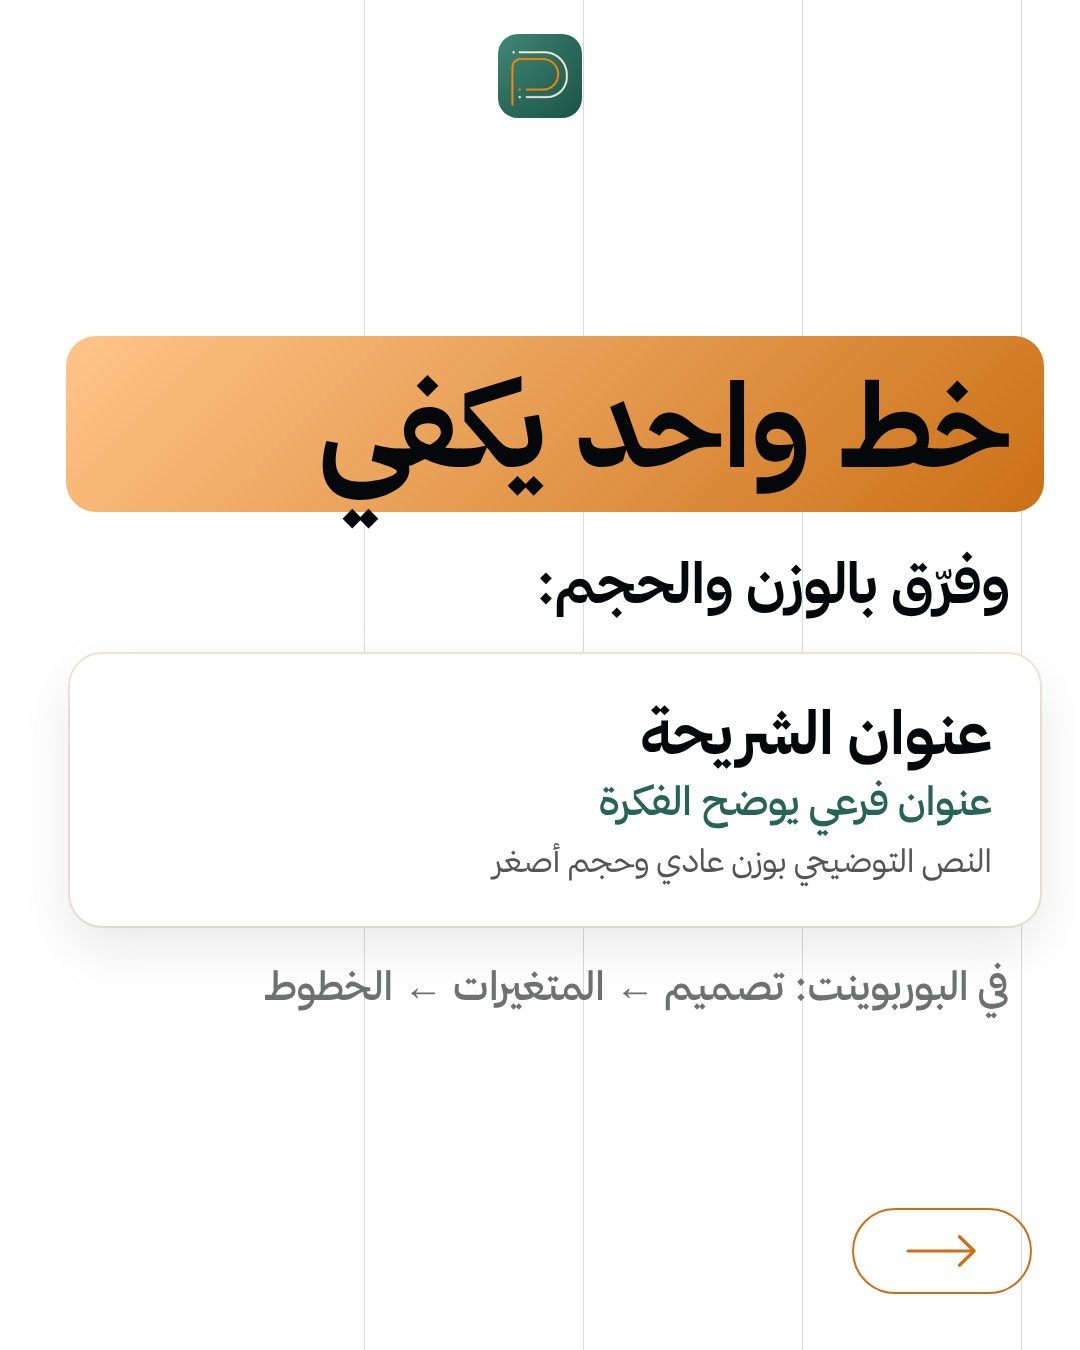 خط واحد يكفي
وفرّق بالوزن والحجم:
عنوان الشريحة
عنوان فرعي يوضح الفكرة
النص التوضيحي بوزن عادي وحجم أصغر
في البوربوينت: تصميم ← المتغيرات ← الخطوط